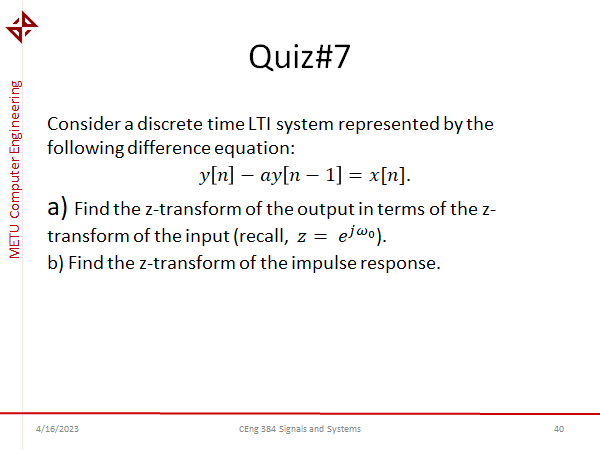 Quiz#7
METU Computer Engineering
Consider a discrete time LTI system represented by the
following difference equation:
y[n] − ay[n − 1] = x[n].
a) Find the z-transform of the output in terms of the z-
transform of the input (recall, z = e^{jω₀}).
b) Find the z-transform of the impulse response.
4/16/2023
CEng 384 Signals and Systems
40